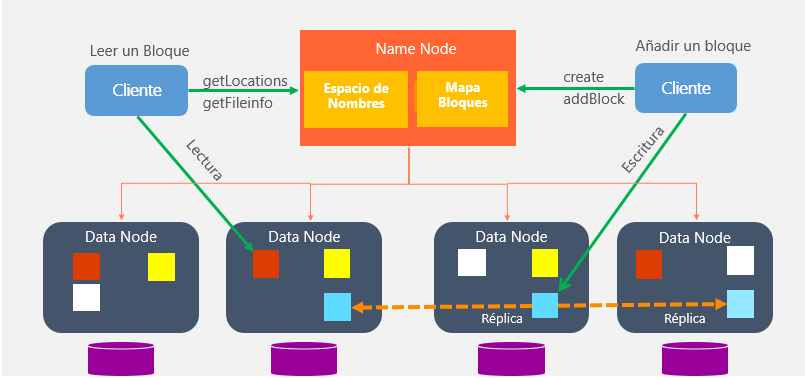 Leer un Bloque
Name Node
Añadir un bloque
Cliente
getLocations
getFileinfo
Espacio de
Nombres
Mapa
Bloques
create
addBlock
Cliente
Lectura
Escritura
Data Node
Data Node
Data Node
Data Node
Réplica
Réplica